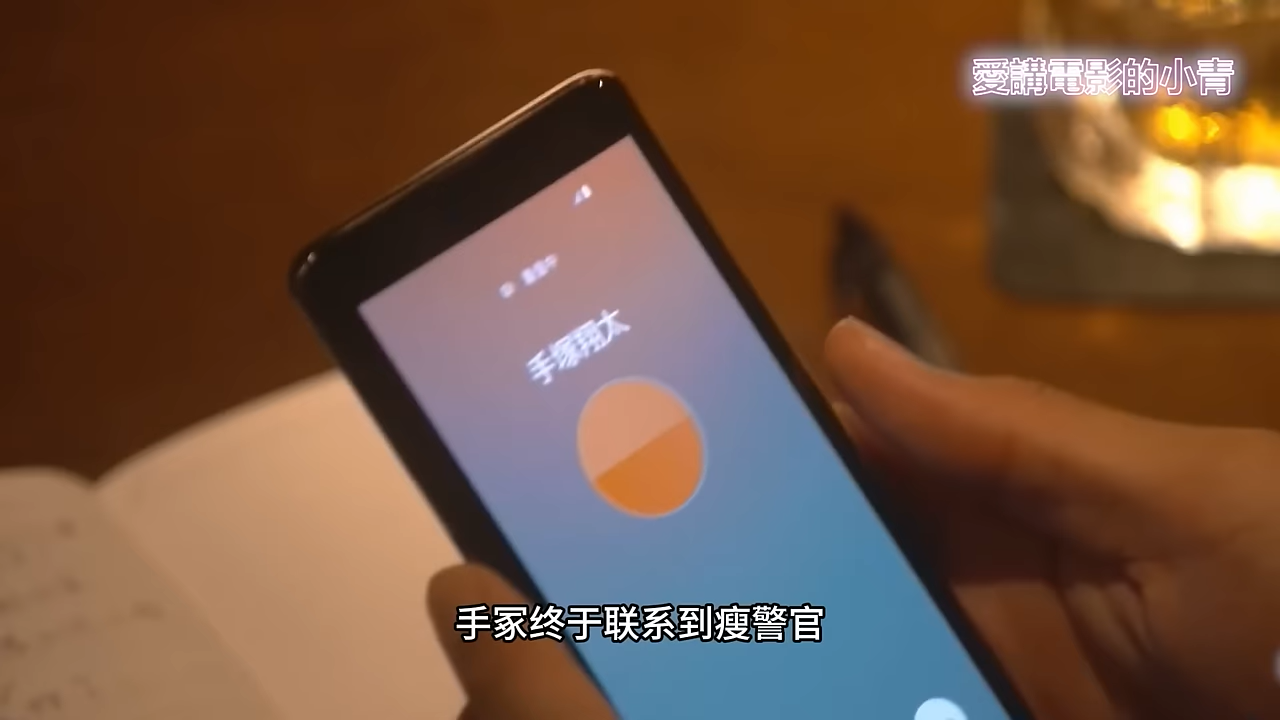 愛講電影的小青
手塚翔太
手冢终于联系到瘦警官